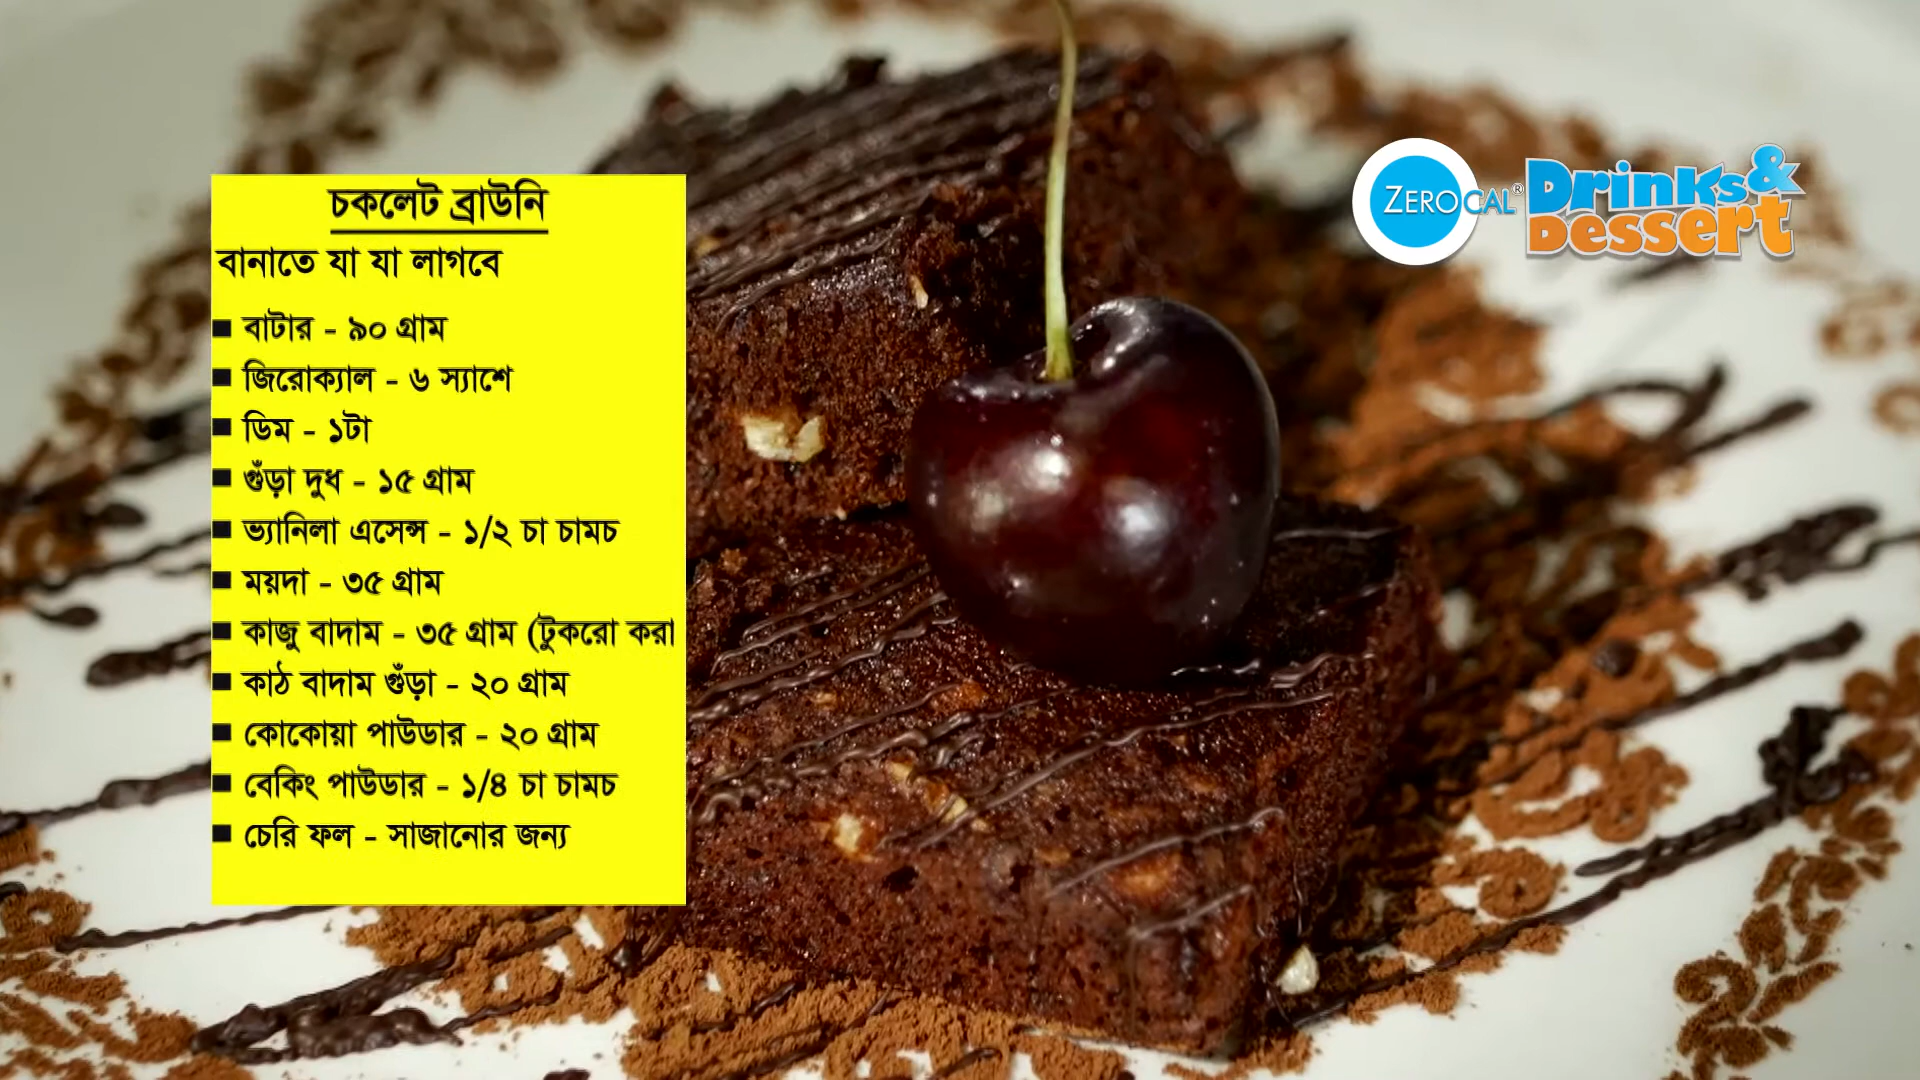 চকলেট ব্রাউনি
বানাতে যা যা লাগবে
■ বাটার - ৯০ গ্রাম
■ জিরোক্যাল - ৬ স্যাশে
■ ডিম - ১টা
■ গুঁড়া দুধ - ১৫ গ্রাম
■ ভ্যানিলা এসেন্স - ১/২ চা চামচ
■ ময়দা - ৩৫ গ্রাম
■ কাজু বাদাম - ৩৫ গ্রাম (টুকরো করা
■ কাঠ বাদাম গুঁড়া - ২০ গ্রাম
■ কোকোয়া পাউডার - ২০ গ্রাম
■ বেকিং পাউডার - ১/৪ চা চামচ
■ চেরি ফল - সাজানোর জন্য
ZEROCAL® Drinks &
Dessert